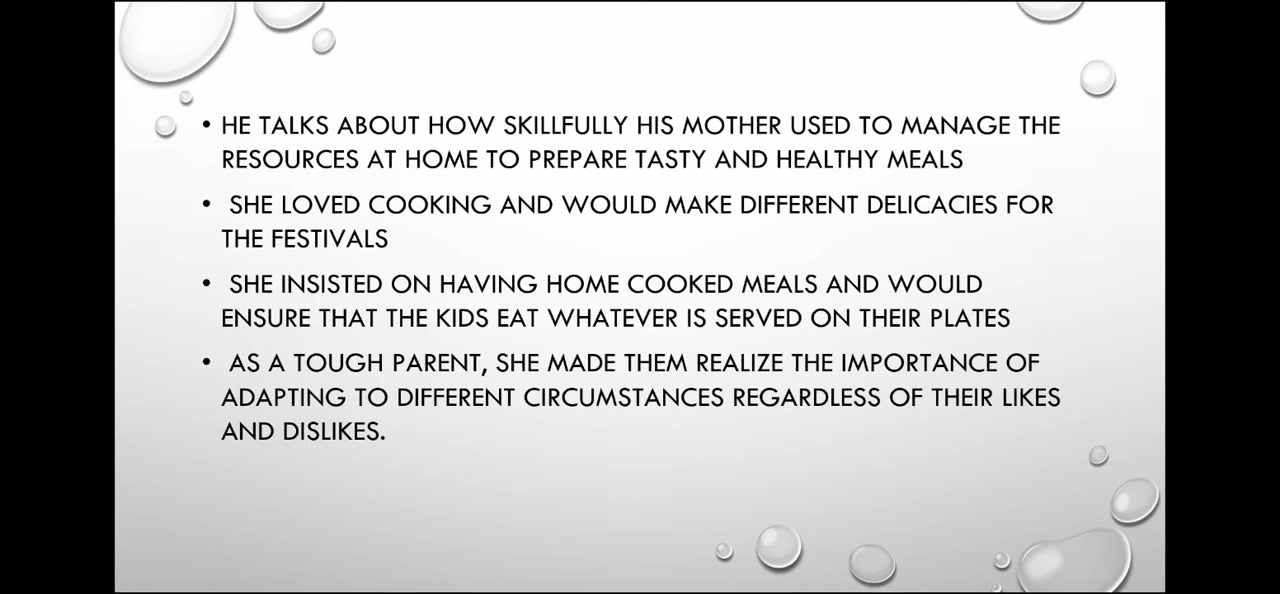 • HE TALKS ABOUT HOW SKILLFULLY HIS MOTHER USED TO MANAGE THE
RESOURCES AT HOME TO PREPARE TASTY AND HEALTHY MEALS
• SHE LOVED COOKING AND WOULD MAKE DIFFERENT DELICACIES FOR
THE FESTIVALS
• SHE INSISTED ON HAVING HOME COOKED MEALS AND WOULD
ENSURE THAT THE KIDS EAT WHATEVER IS SERVED ON THEIR PLATES
• AS A TOUGH PARENT, SHE MADE THEM REALIZE THE IMPORTANCE OF
ADAPTING TO DIFFERENT CIRCUMSTANCES REGARDLESS OF THEIR LIKES
AND DISLIKES.